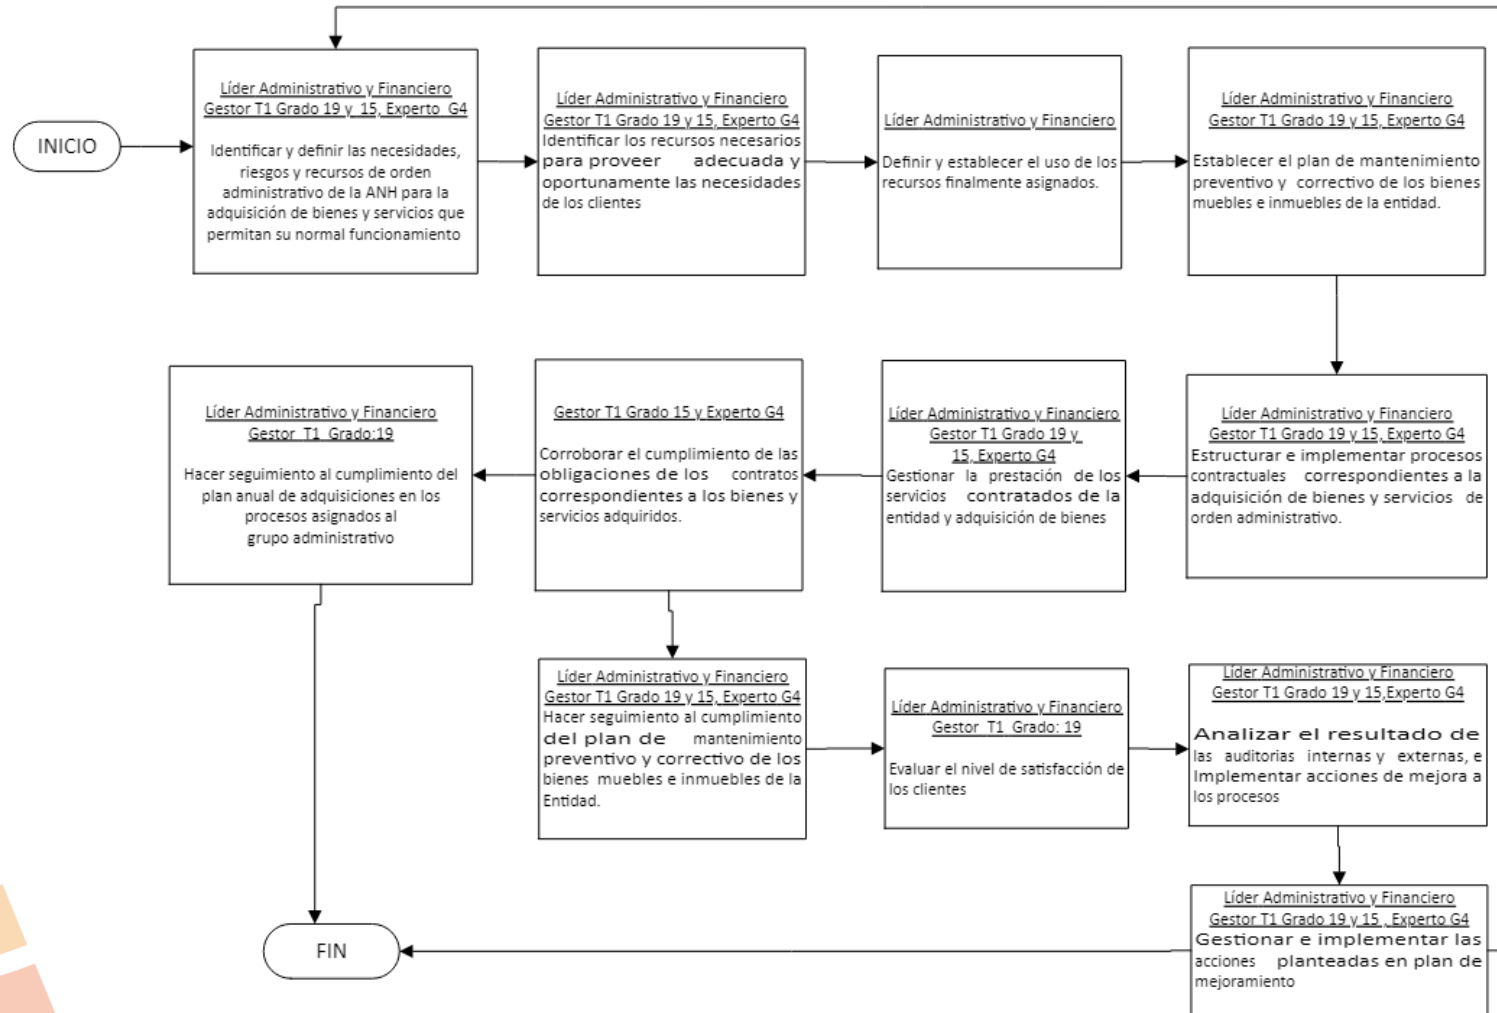 INICIO
Líder Administrativo y Financiero
Gestor T1 Grado 19 y 15, Experto G4
Identificar y definir las necesidades,
riesgos y recursos de orden
administrativo de la ANH para la
adquisición de bienes y servicios que
permitan su normal funcionamiento
Líder Administrativo y Financiero
Gestor T1 Grado 19 y 15, Experto G4
Identificar los recursos necesarios
para proveer adecuada y
oportunamente las necesidades
de los clientes
Líder Administrativo y Financiero
Definir y establecer el uso de los
recursos finalmente asignados.
Líder Administrativo y Financiero
Gestor T1 Grado 19 y 15, Experto G4
Establecer el plan de mantenimiento
preventivo y correctivo de los bienes
muebles e inmuebles de la entidad.
Líder Administrativo y Financiero
Gestor T1 Grado 19 y 15, Experto G4
Estructurar e implementar procesos
contractuales correspondientes a la
adquisición de bienes y servicios de
orden administrativo.
Líder Administrativo y Financiero
Gestor T1 Grado 19 y
15, Experto G4
Gestionar la prestación de los
servicios contratados de la
entidad y adquisición de bienes
Gestor T1 Grado 15 y Experto G4
Corroborar el cumplimiento de las
obligaciones de los contratos
correspondientes a los bienes y
servicios adquiridos.
Líder Administrativo y Financiero
Gestor T1 Grado:19
Hacer seguimiento al cumplimiento del
plan anual de adquisiciones en los
procesos asignados al
grupo administrativo
Líder Administrativo y Financiero
Gestor T1 Grado 19 y 15, Experto G4
Hacer seguimiento al cumplimiento
del plan de mantenimiento
preventivo y correctivo de los
bienes muebles e inmuebles de la
Entidad.
Líder Administrativo y Financiero
Gestor T1 Grado: 19
Evaluar el nivel de satisfacción de
los clientes
Líder Administrativo y Financiero
Gestor T1 Grado 19 y 15,Experto G4
Analizar el resultado de
las auditorias internas y externas, e
Implementar acciones de mejora a
los procesos
Líder Administrativo y Financiero
Gestor T1 Grado 19 y 15 , Experto G4
Gestionar e implementar las
acciones planteadas en plan de
mejoramiento
FIN